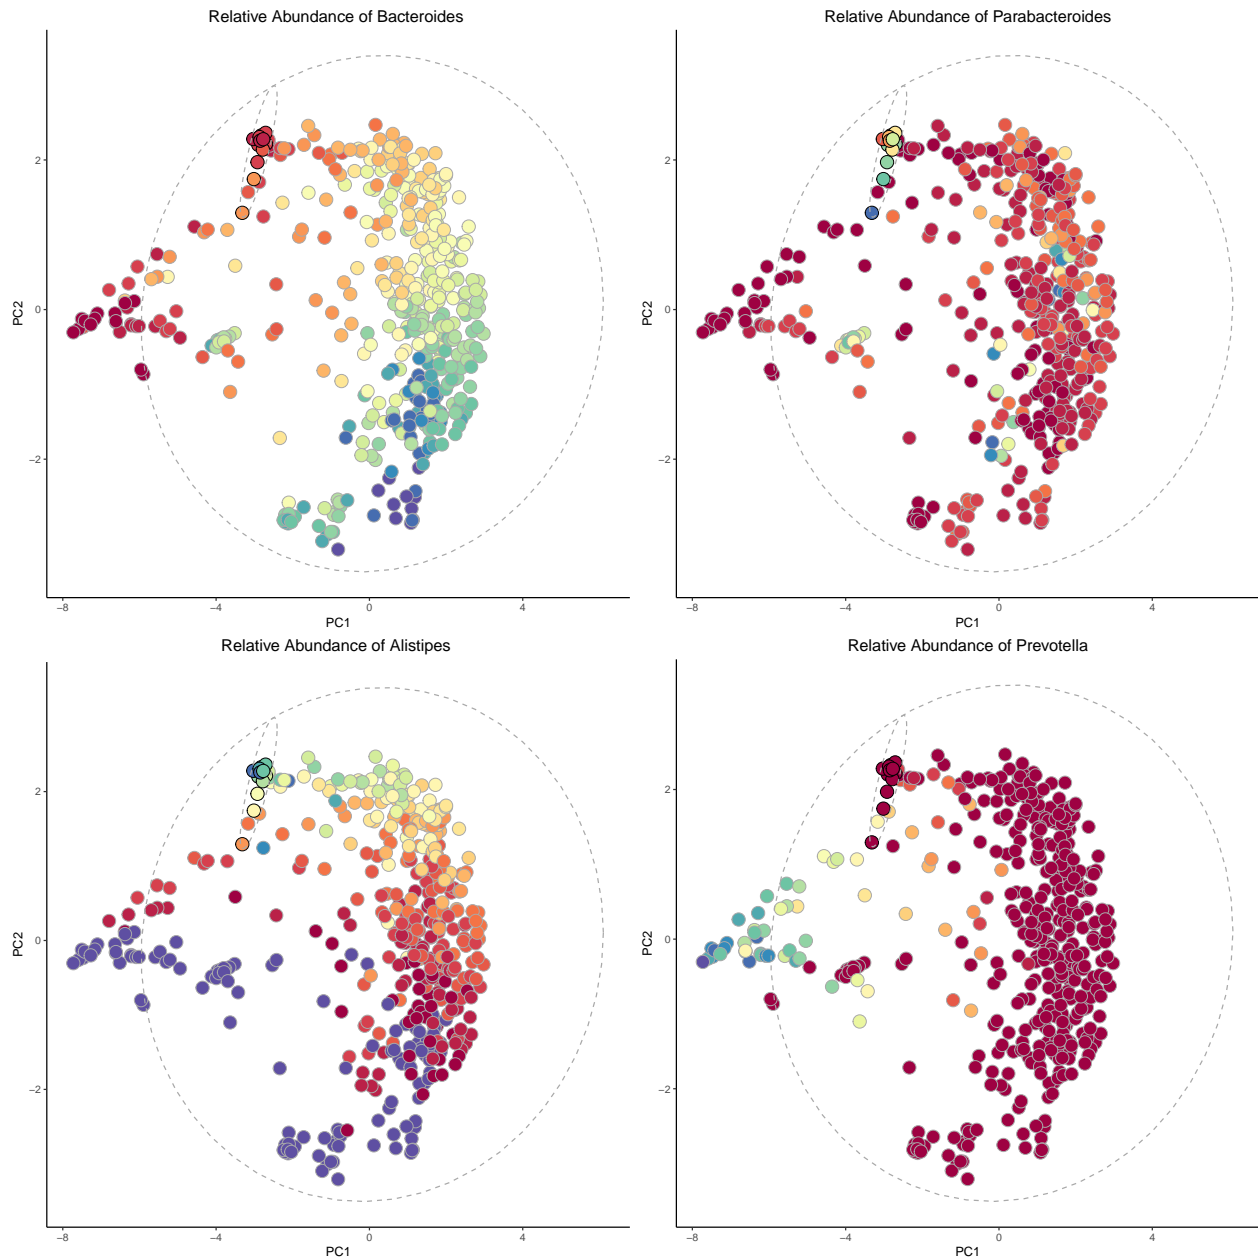 Relative Abundance of Bacteroides
2
0
−2
−8
−4
0
4
PC1
PC2
Relative Abundance of Parabacteroides
2
0
−2
−8
−4
0
4
PC1
PC2
Relative Abundance of Alistipes
2
0
−2
−8
−4
0
4
PC1
PC2
Relative Abundance of Prevotella
2
0
−2
−8
−4
0
4
PC1
PC2